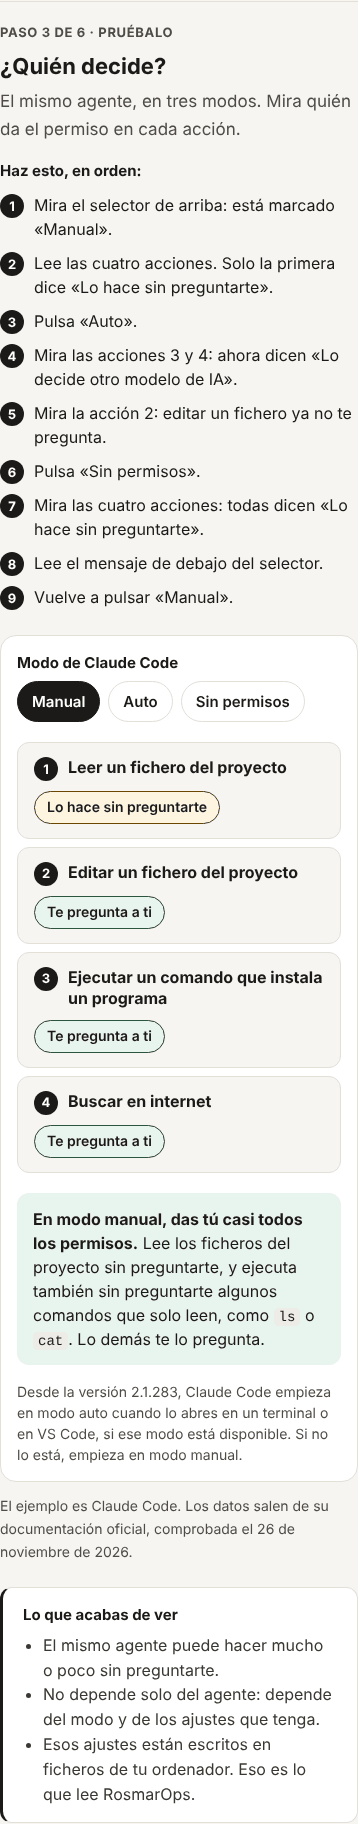 PASO 3 DE 6 · PRUÉBALO
¿Quién decide?
El mismo agente, en tres modos. Mira quién
da el permiso en cada acción.
Haz esto, en orden:
1 Mira el selector de arriba: está marcado
«Manual».
2 Lee las cuatro acciones. Solo la primera
dice «Lo hace sin preguntarte».
3 Pulsa «Auto».
4 Mira las acciones 3 y 4: ahora dicen «Lo
decide otro modelo de IA».
5 Mira la acción 2: editar un fichero ya no te
pregunta.
6 Pulsa «Sin permisos».
7 Mira las cuatro acciones: todas dicen «Lo
hace sin preguntarte».
8 Lee el mensaje de debajo del selector.
9 Vuelve a pulsar «Manual».
Modo de Claude Code
Manual Auto Sin permisos
1 Leer un fichero del proyecto
Lo hace sin preguntarte
2 Editar un fichero del proyecto
Te pregunta a ti
3 Ejecutar un comando que instala
un programa
Te pregunta a ti
4 Buscar en internet
Te pregunta a ti
En modo manual, das tú casi todos
los permisos. Lee los ficheros del
proyecto sin preguntarte, y ejecuta
también sin preguntarte algunos
comandos que solo leen, como ls o
cat. Lo demás te lo pregunta.
Desde la versión 2.1.283, Claude Code empieza
en modo auto cuando lo abres en un terminal o
en VS Code, si ese modo está disponible. Si no
lo está, empieza en modo manual.
El ejemplo es Claude Code. Los datos salen de su
documentación oficial, comprobada el 26 de
noviembre de 2026.
Lo que acabas de ver
• El mismo agente puede hacer mucho
o poco sin preguntarte.
• No depende solo del agente: depende
del modo y de los ajustes que tenga.
• Esos ajustes están escritos en
ficheros de tu ordenador. Eso es lo
que lee RosmarOps.